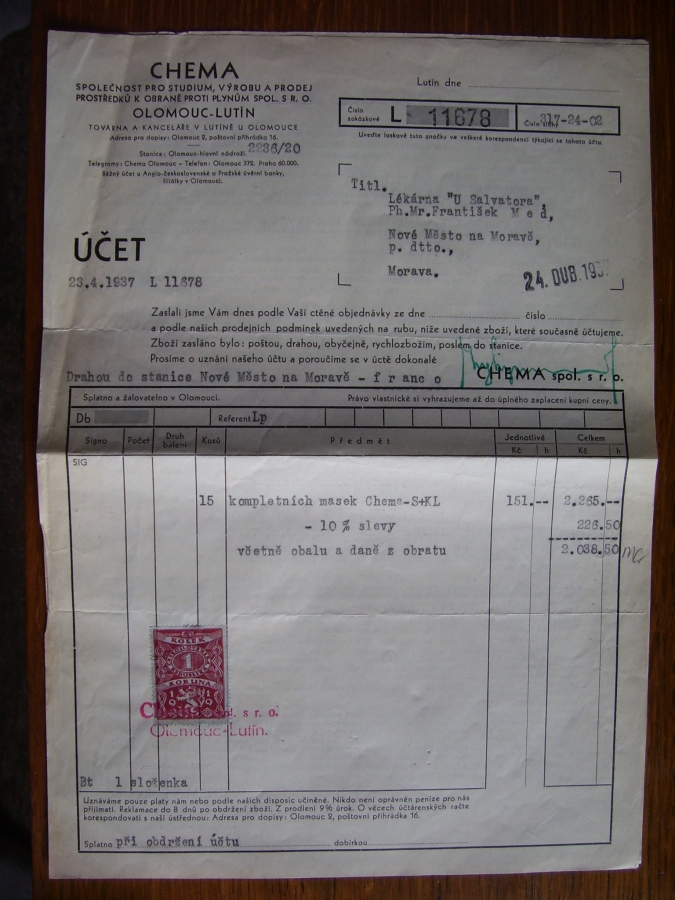 CHEMA
SPOLEČNOST PRO STUDIUM, VÝROBU A PRODEJ
PROSTŘEDKŮ K OBRANĚ PROTI PLYNŮM SPOL. S R. O.
OLOMOUC-LUTÍN
TOVÁRNA A KANCELÁŘE V LUTÍNĚ U OLOMOUCE
Adresa pro dopisy: Olomouc 2, poštovní přihrádka 16.
Stanice: Olomouc-hlavní nádraží. 2236/20
Telegramy: Chema Olomouc – Telefon: Olomouc 372, Praha 60.000.
Běžný účet u Anglo-československé a Pražské úvěrní banky,
filiálky v Olomouci.
Lutín dne
Číslo zakázkové L 11678 Číslo 317-24-02
Uveďte laskavě tuto značku ve veškeré korespondenci týkající se tohoto účtu.
Titl.
Lékárna "U Salvatora",
Ph.Mr.František M e d,
Nové Město na Moravě,
p. dtto.,
Morava.
24. DUB. 193
ÚČET
23.4.1937 L 11678
Zaslali jsme Vám dnes podle Vaší ctěné objednávky ze dne číslo
a podle našich prodejních podmínek uvedených na rubu, níže uvedené zboží, které současně účtujeme.
Zboží zasláno bylo: poštou, drahou, obyčejně, rychlozbožím, poslem do stanice.
Prosíme o uznání našeho účtu a poroučíme se v úctě dokonalé
CHEMA spol. s r. o.
Drahou do stanice Nové Město na Moravě - f r a n c o
Splatno a žalovatelno v Olomouci. Právo vlastnické si vyhrazujeme až do úplného zaplacení kupní ceny.
Db Referent Lp
Signo Počet Druh balení Kusů Předmět Jednotlivě Celkem
Kč h Kč h
SIG
15 kompletních masek Chema-S+KL 151.-- 2.265.--
- 10 % slevy 226.50
včetně obalu a daně z obratu 2.038.50
KOLEK
1
KORUNA
1919
spol. s r. o.
Olomouc-Lutín.
Bt 1 složenka
Uznáváme pouze platy nám nebo podle našich disposic učiněné. Nikdo není oprávněn peníze pro nás
přijímati. Reklamace do 8 dnů po obdržení zboží. Z prodlení 9% úrok. O věcech účtárenských račte
korespondovati s naší ústřednou: Adresa pro dopisy: Olomouc 2, poštovní přihrádka 16.
Splatno při obdržení účtu dobírkou